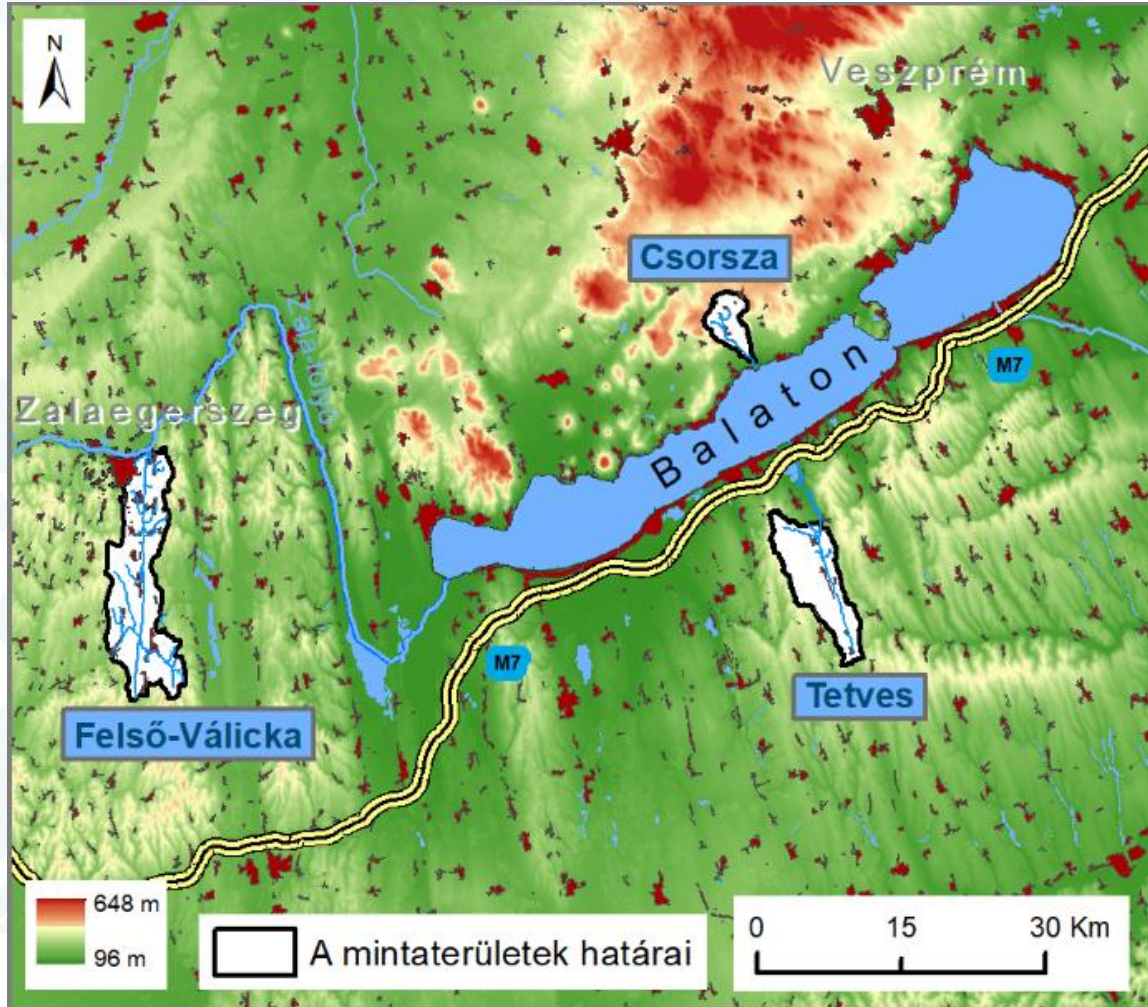 N
Veszprém
Csorsza
Zala-folyó
M7
Zalaegerszeg
Balaton
M7
Tetves
Felső-Válicka
648 m
96 m
A mintaterületek határai
0 15 30 Km